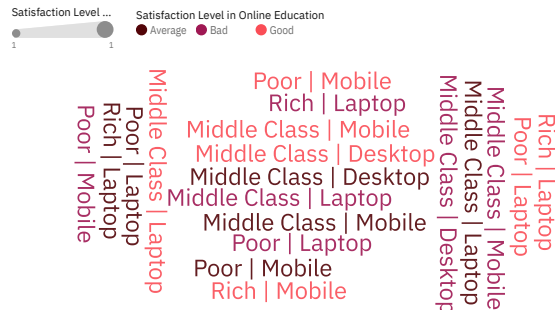 Satisfaction Level ...
1
1
Satisfaction Level in Online Education
Average
Bad
Good
Poor | Mobile
Rich | Laptop
Poor | Laptop
Middle Class | Laptop
Poor | Mobile
Rich | Laptop
Middle Class | Mobile
Middle Class | Desktop
Middle Class | Desktop
Middle Class | Laptop
Middle Class | Mobile
Poor | Laptop
Poor | Mobile
Rich | Mobile
Middle Class | Desktop
Middle Class | Laptop
Middle Class | Mobile
Poor | Laptop
Rich | Laptop